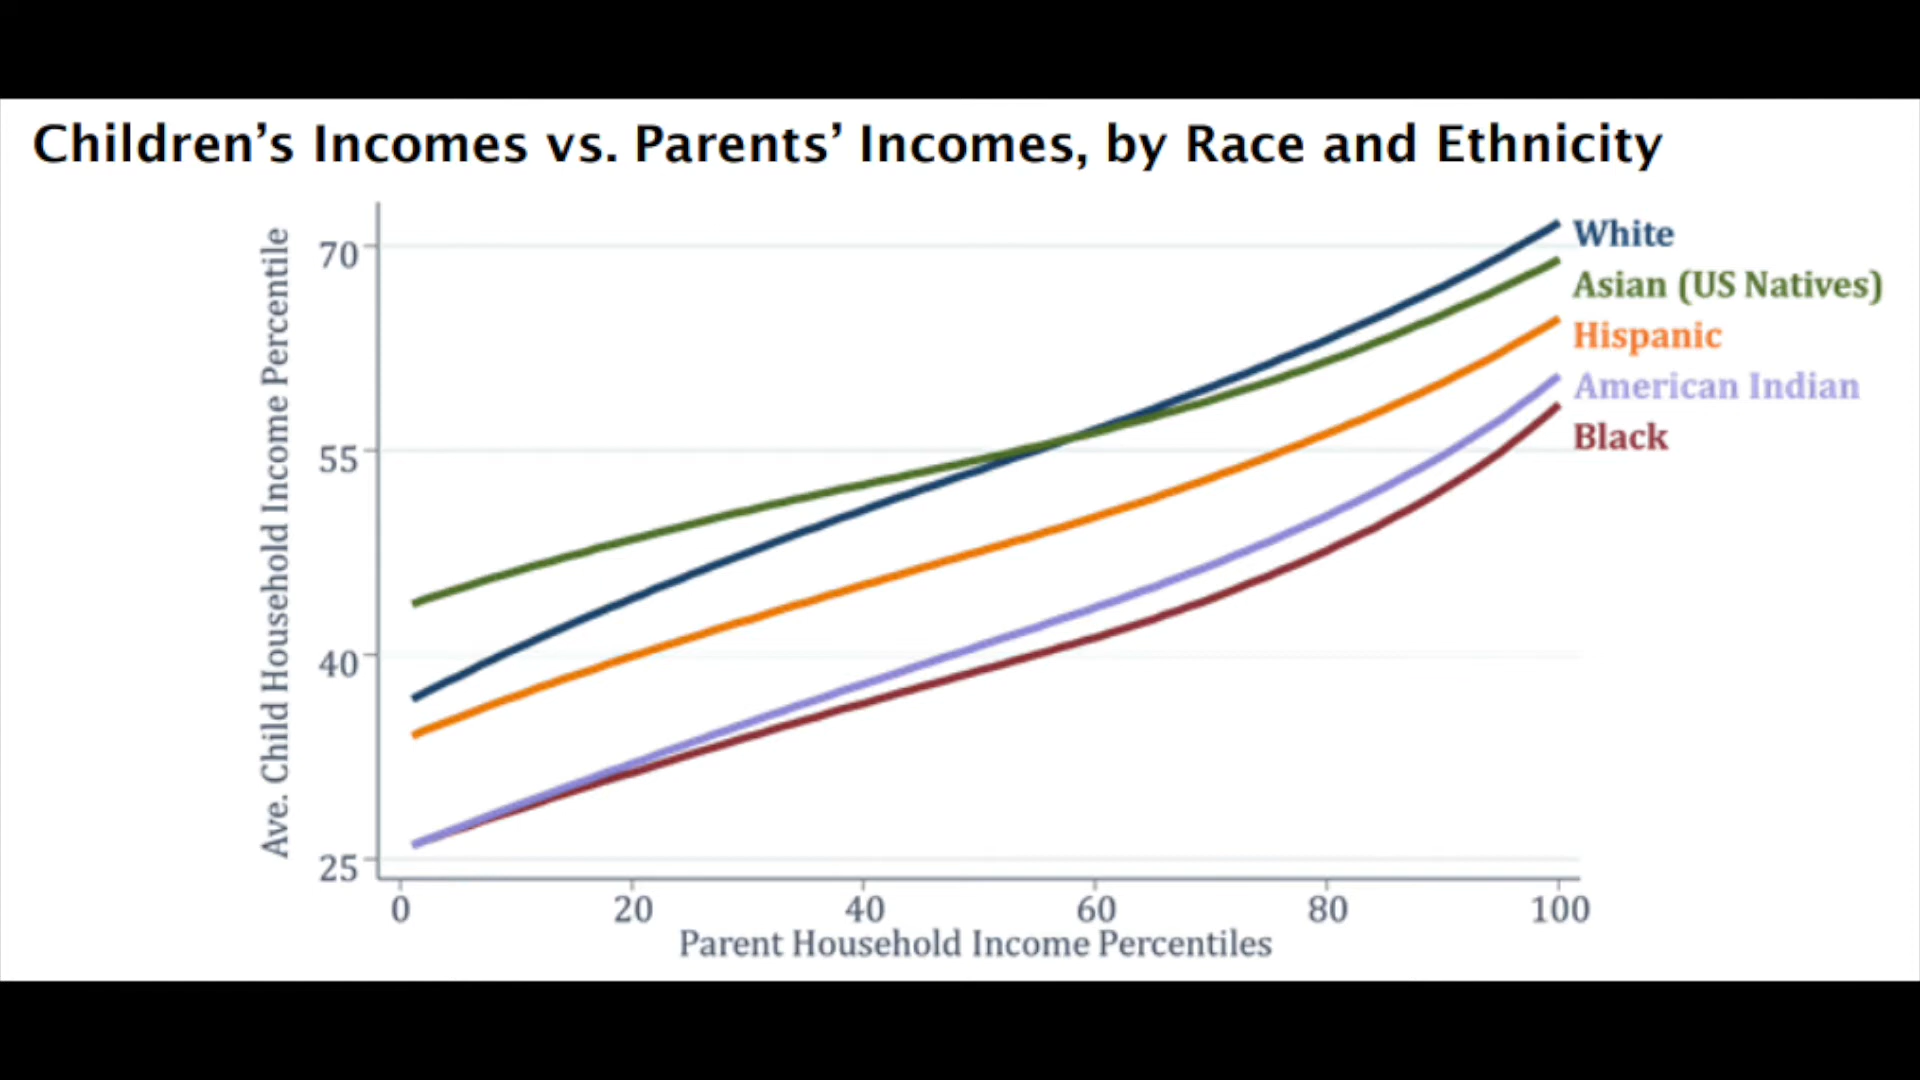 Children's Incomes vs. Parents' Incomes, by Race and Ethnicity
Ave. Child Household Income Percentile
70
55
40
25
White
Asian (US Natives)
Hispanic
American Indian
Black
0 20 40 60 80 100
Parent Household Income Percentiles